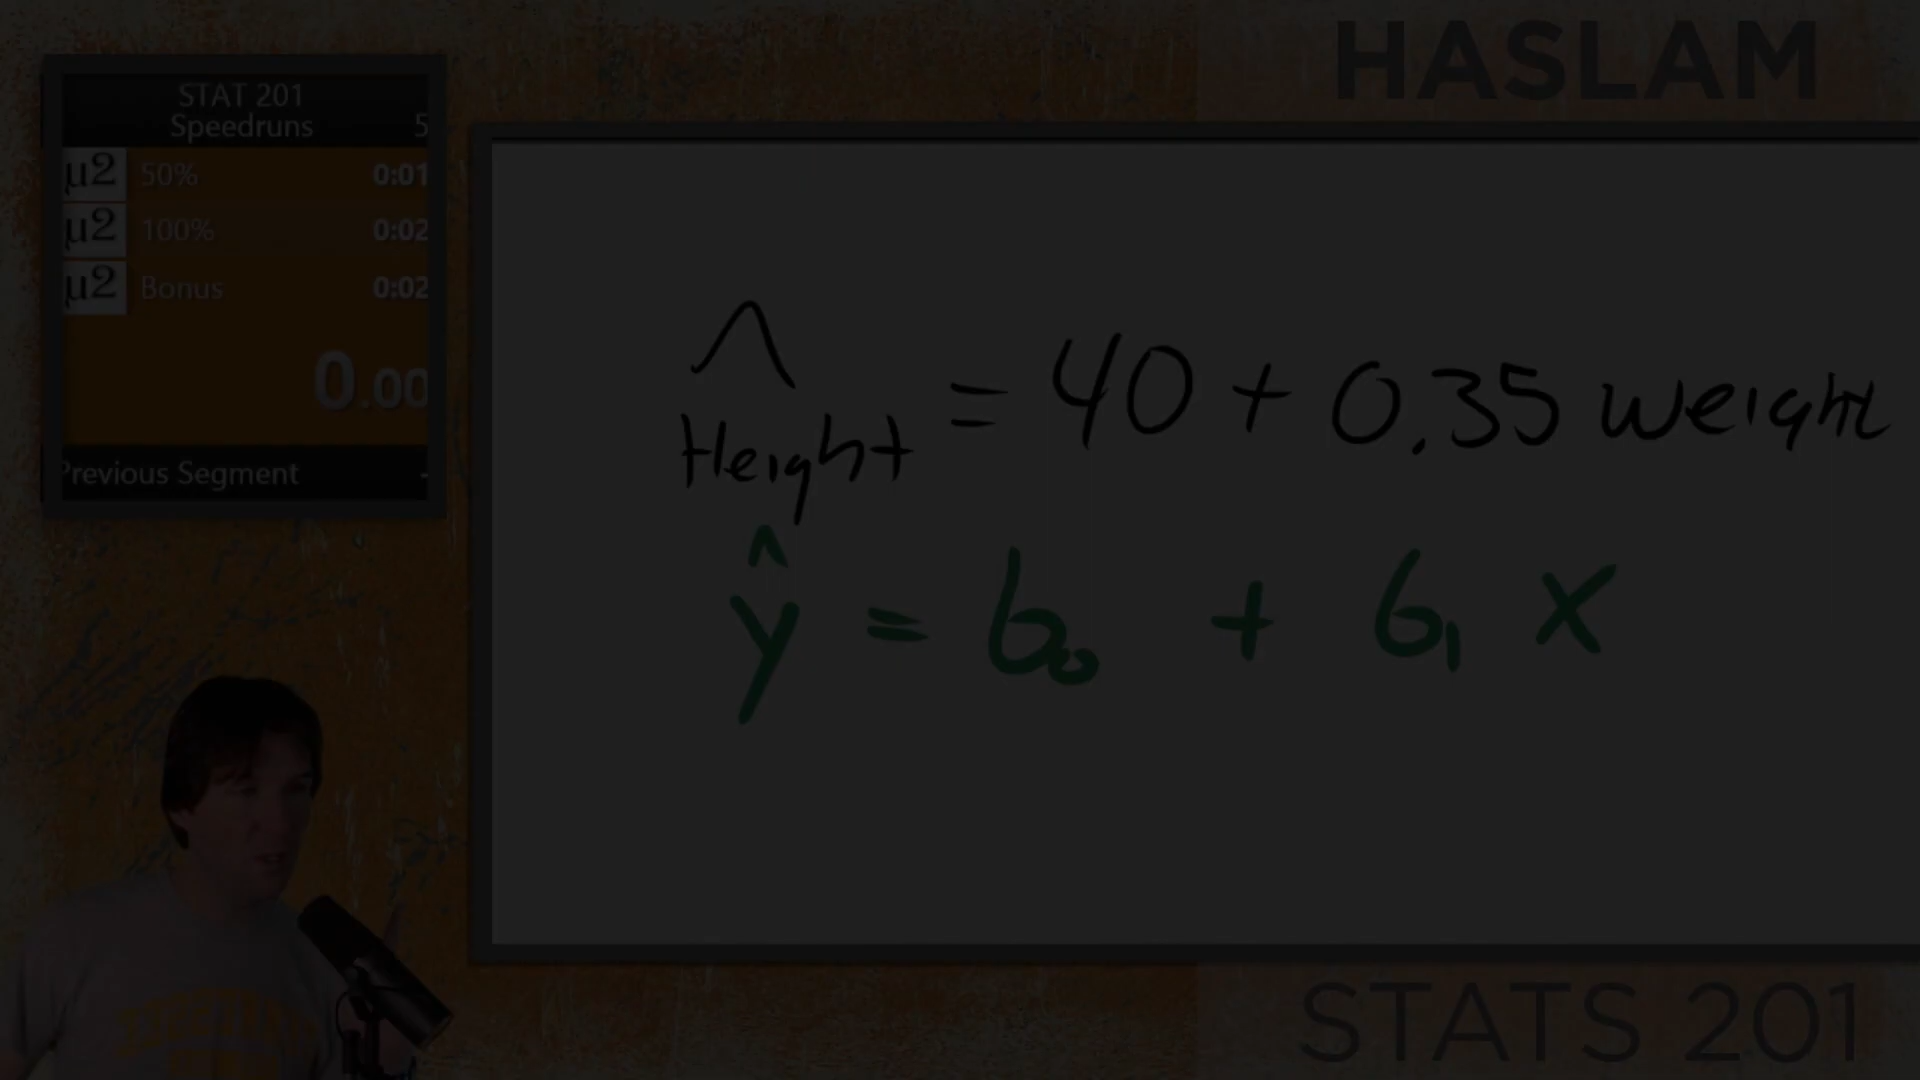 HASLAM
STAT 201
Speedruns 5
µ2 50% 0:01
µ2 100% 0:02
µ2 Bonus 0:02
0.00
Previous Segment -
Height^ = 40 + 0.35 weight
ŷ = b₀ + b₁ x
STATS 201